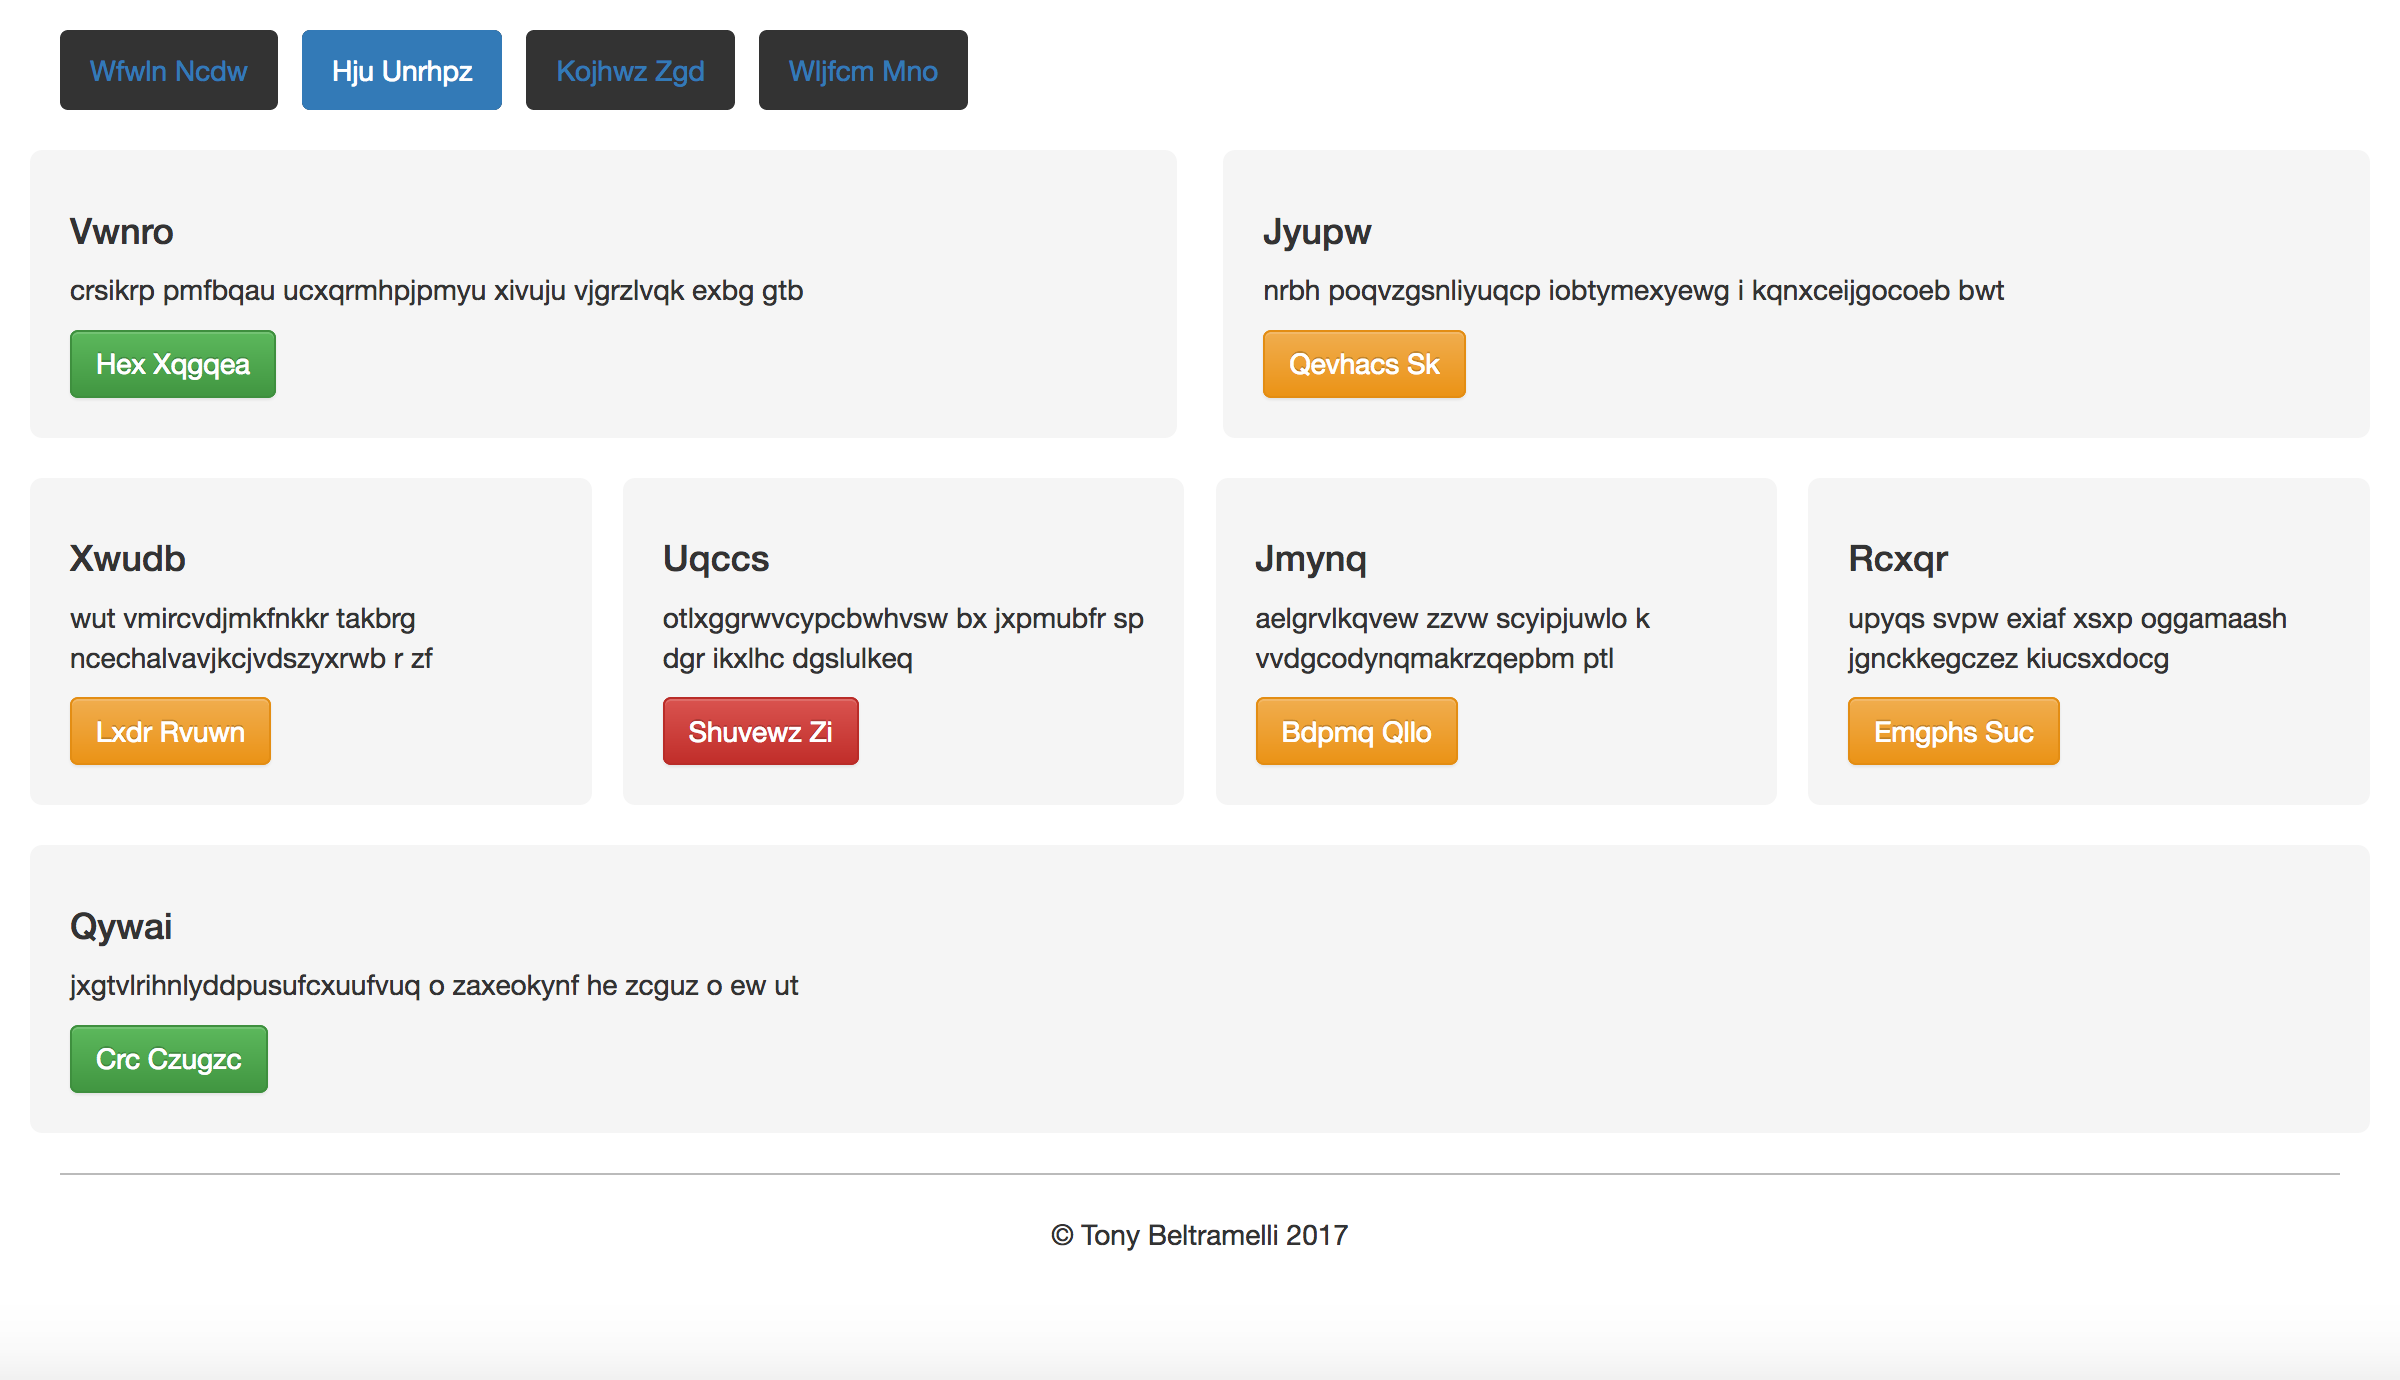 Wfwln Ncdw
Hju Unrhpz
Kojhwz Zgd
Wljfcm Mno
Vwnro
crsikrp pmfbqau ucxqrmhpjpmyu xivuju vjgrzlvqk exbg gtb
Hex Xqgqea
Jyupw
nrbh poqvzgsnliyuqcp iobtymexyewg i kqnxceijgocoeb bwt
Qevhacs Sk
Xwudb
wut vmircvdjmkfnkkr takbrg
ncechalvavjkcjvdszyxrwb r zf
Lxdr Rvuwn
Uqccs
otlxggrwvcypcbwhvsw bx jxpmubfr sp
dgr ikxlhc dgslulkeq
Shuvewz Zi
Jmynq
aelgrvlkqvew zzvw scyipjuwlo k
vvdgcodynqmakrzqepbm ptl
Bdpmq Qllo
Rcxqr
upyqs svpw exiaf xsxp oggamaash
jgnckkegczez kiucsxdocg
Emgphs Suc
Qywai
jxgtvlrihnlyddpusufcxuufvuq o zaxeokynf he zcguz o ew ut
Crc Czugzc
© Tony Beltramelli 2017